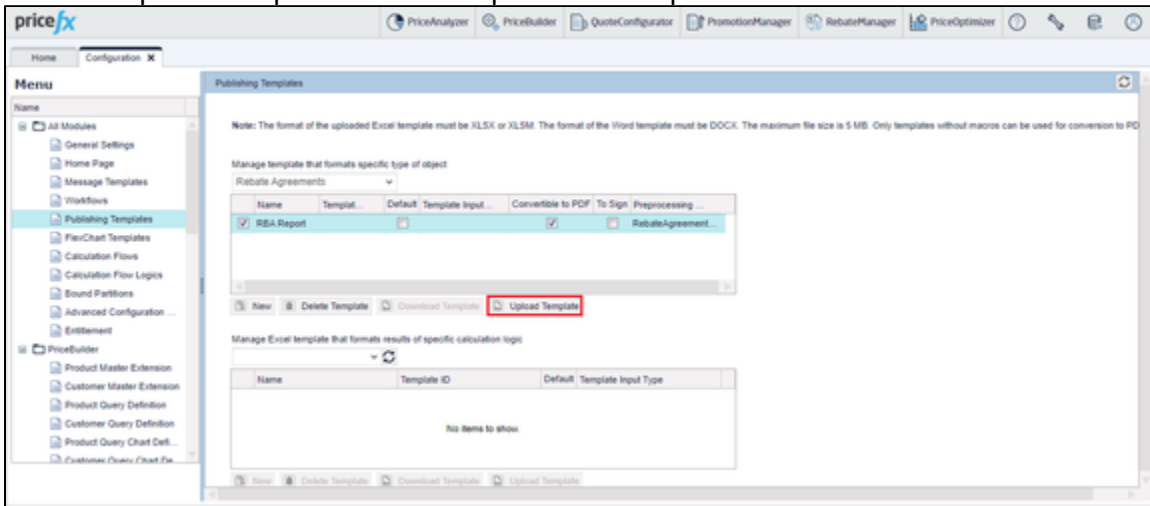 pricefx
PriceAnalyzer PriceBuilder QuoteConfigurator PromotionManager RebateManager PriceOptimizer
Home Configuration X
Menu
Publishing Templates
Name
All Modules
General Settings
Home Page
Message Templates
Workflows
Publishing Templates
FlexChart Templates
Calculation Flows
Calculation Flow Logics
Bound Partitions
Advanced Configuration ...
Entitlement
PriceBuilder
Product Master Extension
Customer Master Extension
Product Query Definition
Customer Query Definition
Product Query Chart Defi...
Customer Query Chart De...
Note: The format of the uploaded Excel template must be XLSX or XLSM. The format of the Word template must be DOCX. The maximum file size is 5 MB. Only templates without macros can be used for conversion to PD
Manage template that formats specific type of object
Rebate Agreements
Name Templat... Default Template Input... Convertible to PDF To Sign Preprocessing ...
RBA Report RebateAgreement...
New Delete Template Download Template Upload Template
Manage Excel template that formats results of specific calculation logic
Name Template ID Default Template Input Type
No items to show.
New Delete Template Download Template Upload Template